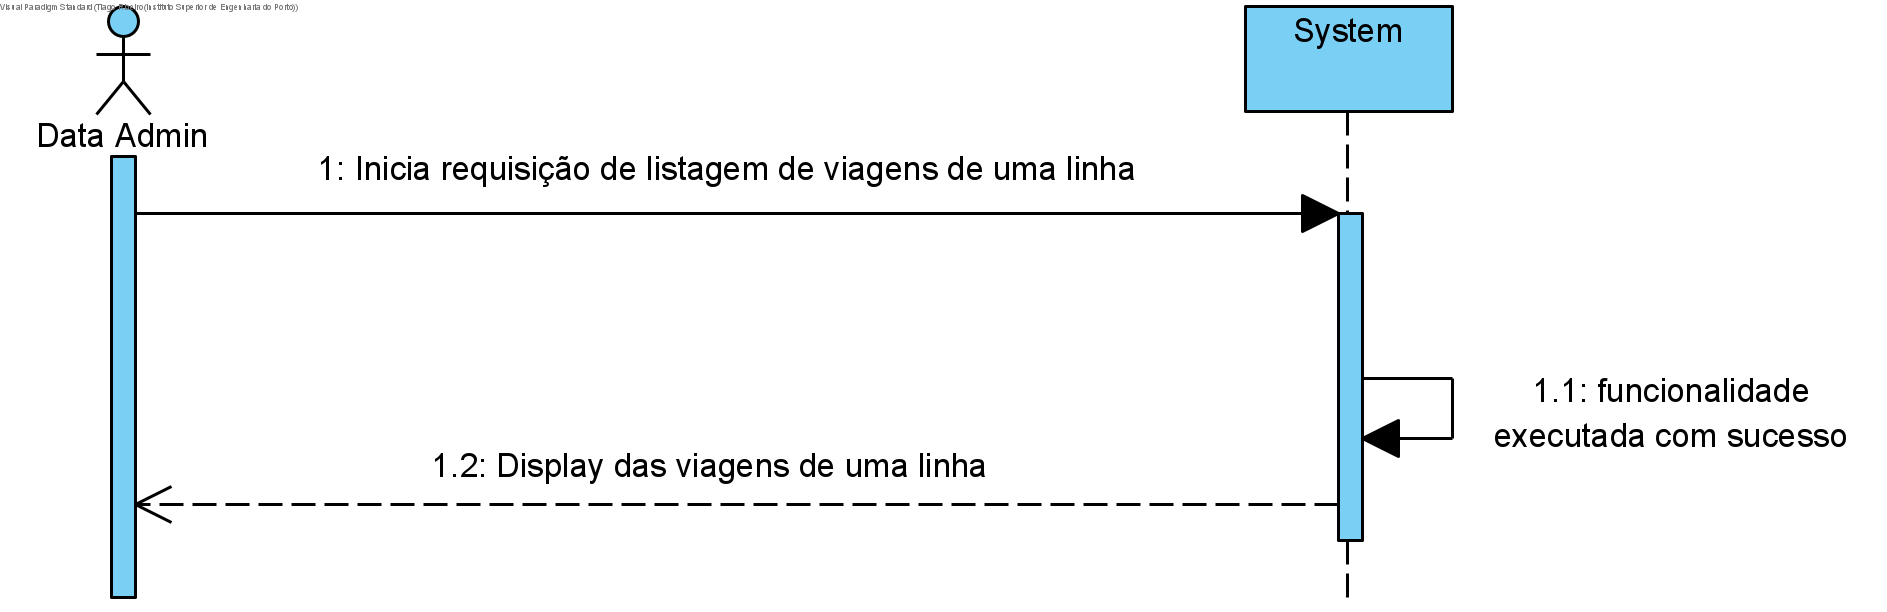 Visual Paradigm Standard (Tiago Ribeiro(Instituto Superior de Engenharia do Porto))
System
Data Admin
1: Inicia requisição de listagem de viagens de uma linha
1.1: funcionalidade
executada com sucesso
1.2: Display das viagens de uma linha